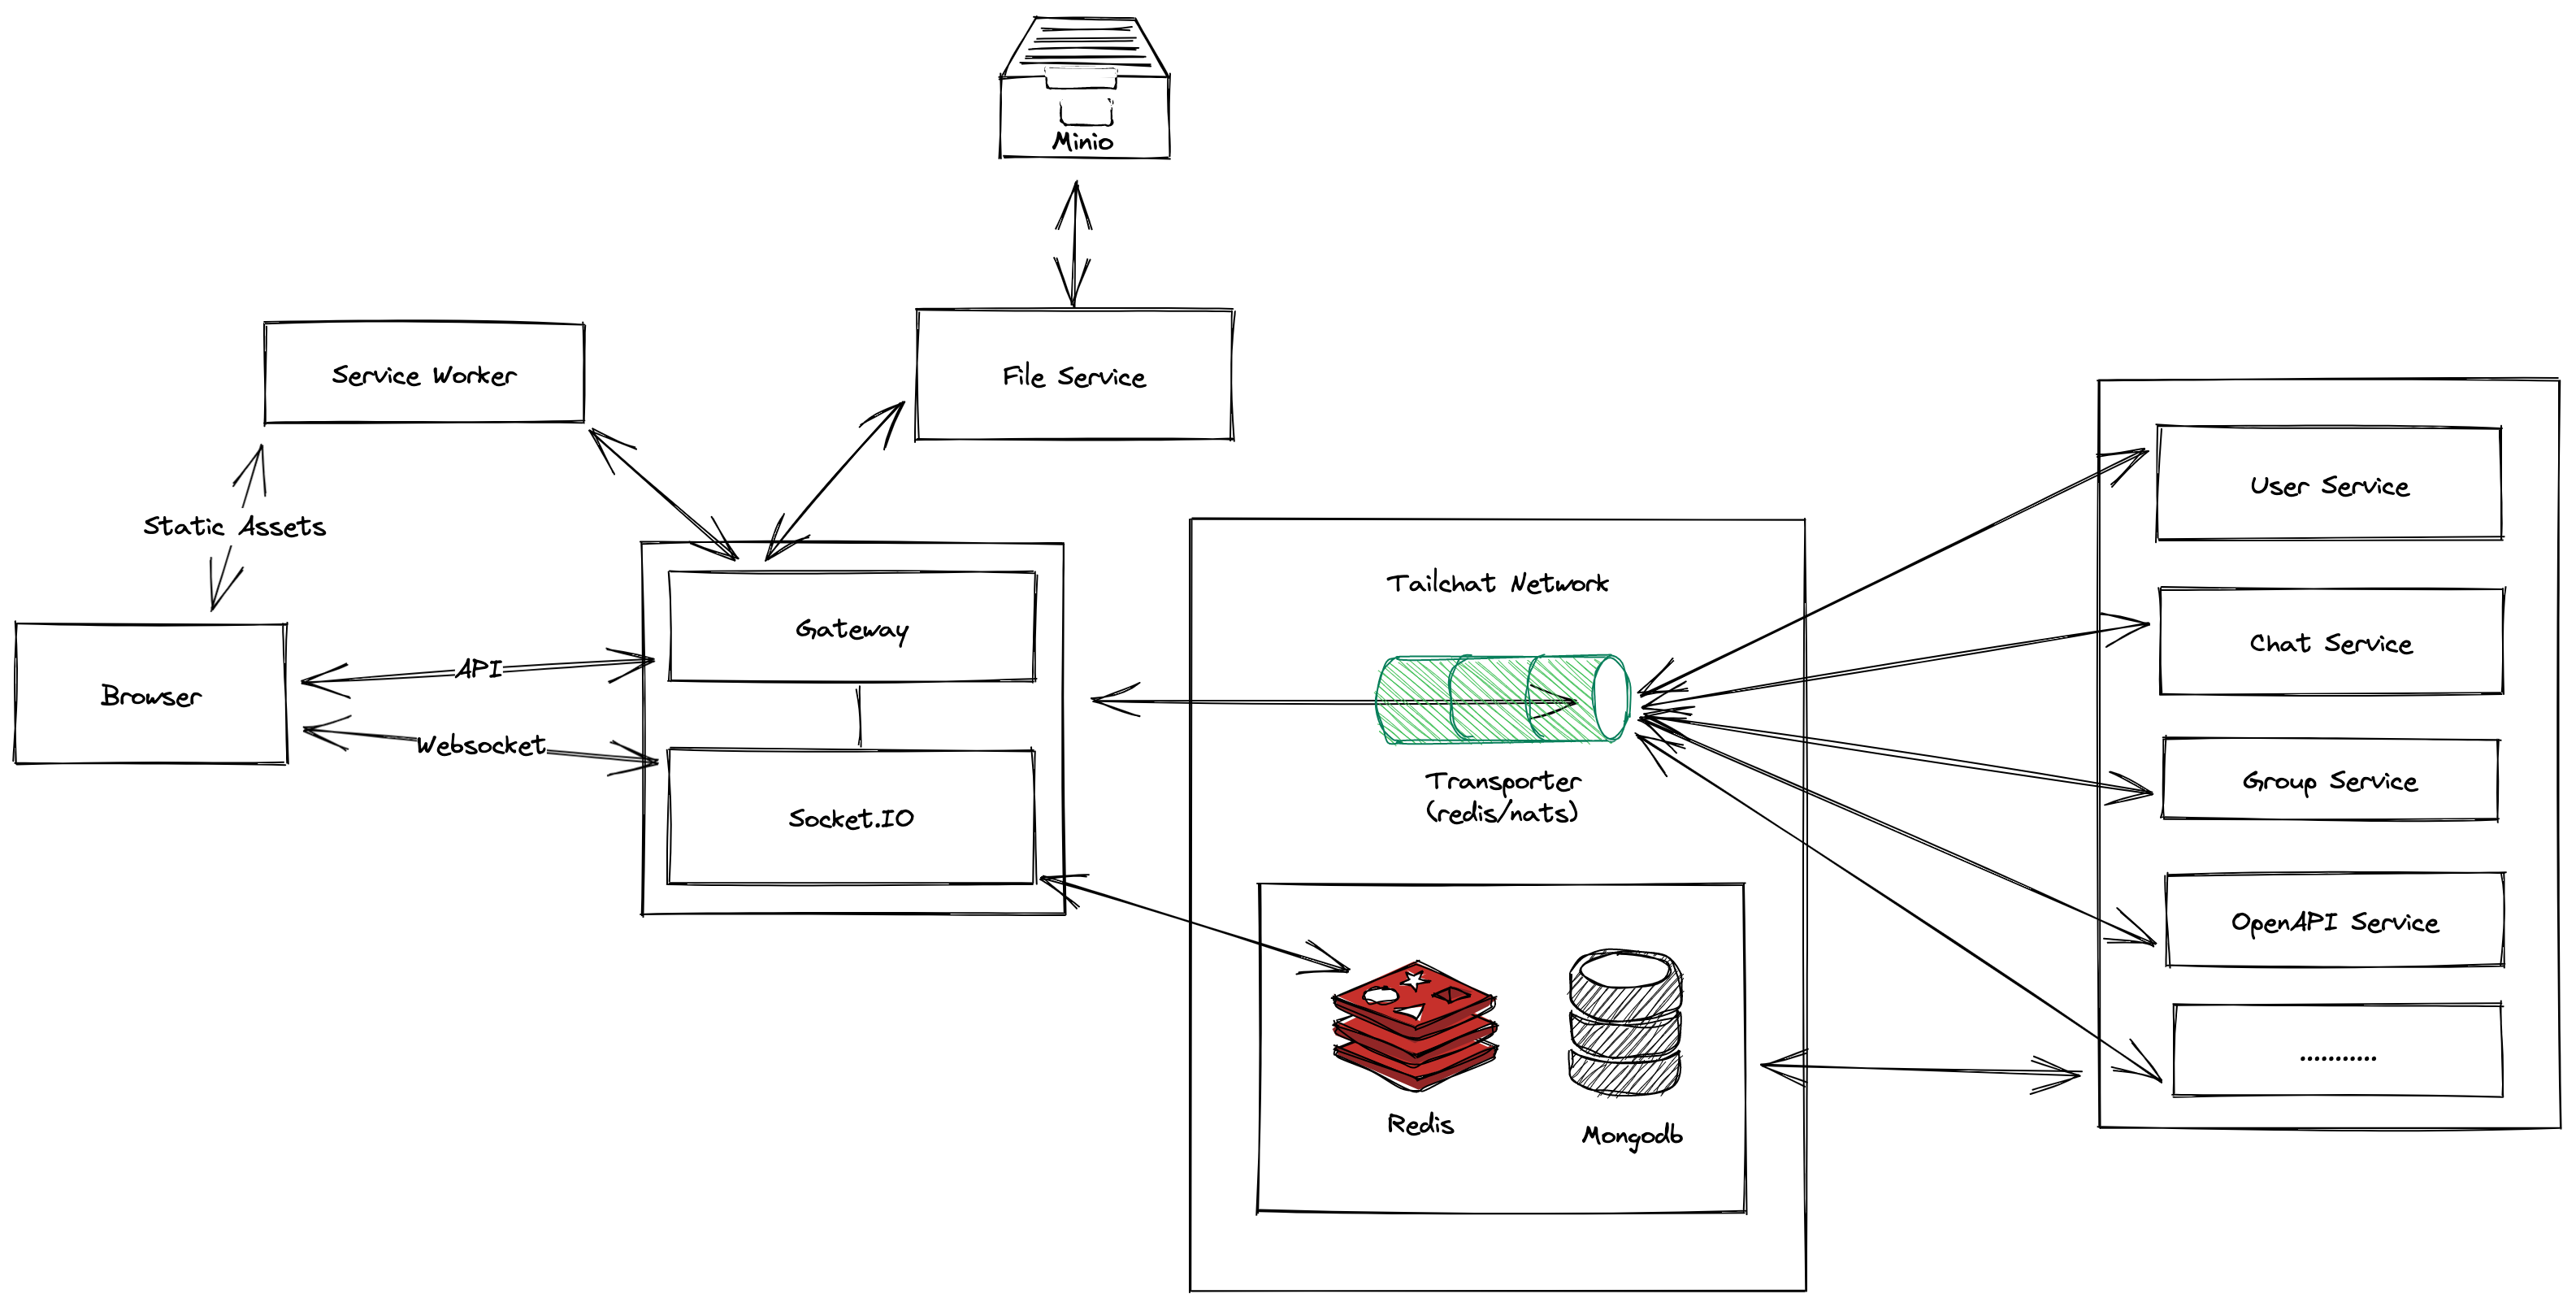 Minio
Service Worker
File Service
Static Assets
Browser
API
Websocket
Gateway
Socket.IO
Tailchat Network
Transporter
(redis/nats)
Redis
Mongodb
User Service
Chat Service
Group Service
OpenAPI Service
...........